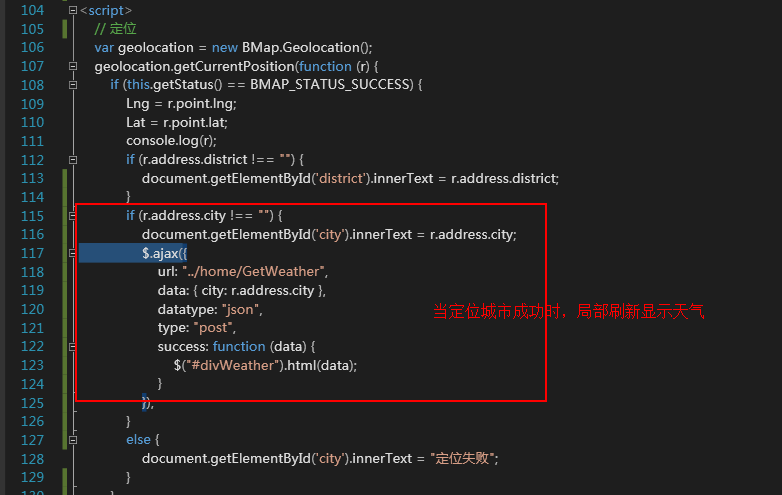 104 <script>
105 // 定位
106 var geolocation = new BMap.Geolocation();
107 geolocation.getCurrentPosition(function (r) {
108 if (this.getStatus() == BMAP_STATUS_SUCCESS) {
109 Lng = r.point.lng;
110 Lat = r.point.lat;
111 console.log(r);
112 if (r.address.district !== "") {
113 document.getElementById('district').innerText = r.address.district;
114 }
115 if (r.address.city !== "") {
116 document.getElementById('city').innerText = r.address.city;
117 $.ajax({
118 url: "../home/GetWeather",
119 data: { city: r.address.city },
120 datatype: "json",
当定位城市成功时，局部刷新显示天气
121 type: "post",
122 success: function (data) {
123 $("#divWeather").html(data);
124 }
125 }),
126 }
127 else {
128 document.getElementById('city').innerText = "定位失败";
129 }